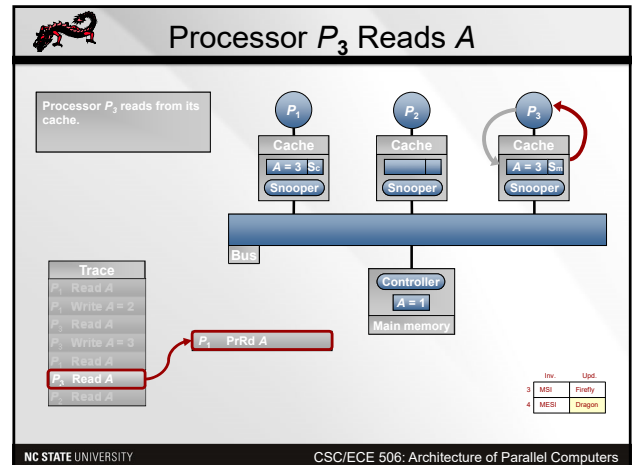 Processor P3 Reads A
Processor P3 reads from its
cache.
P1
P2
P3
Cache
Cache
Cache
A = 3 Sc
A = 3 Sm
Snooper
Snooper
Snooper
Bus
Controller
A = 1
Main memory
Trace
P1 Read A
P1 Write A = 2
P3 Read A
P3 Write A = 3
P1 Read A
P3 Read A
Read A
P1 PrRd A
Inv. Upd.
3 MSI Firefly
4 MESI Dragon
NC STATE UNIVERSITY
CSC/ECE 506: Architecture of Parallel Computers